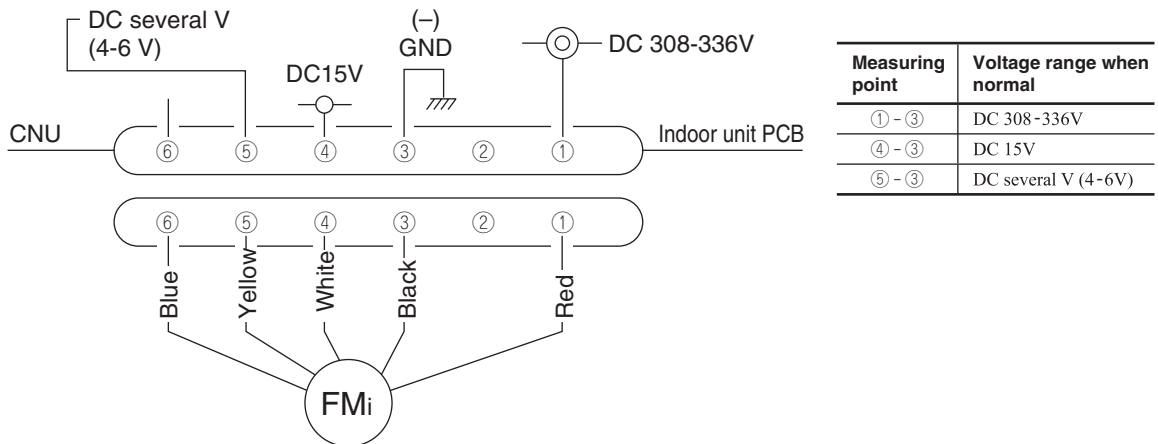 DC several V
(4-6 V)
(–)
GND
DC15V
DC 308-336V
CNU
Indoor unit PCB
⑥ ⑤ ④ ③ ② ①
⑥ ⑤ ④ ③ ② ①
Blue
Yellow
White
Black
Red
FMi
Measuring point
Voltage range when normal
① – ③ DC 308-336V
④ – ③ DC 15V
⑤ – ③ DC several V (4-6V)